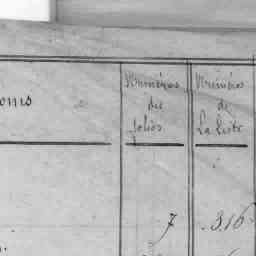 oms
Numéros des folios
Numéros de La Liste
7 . 316.